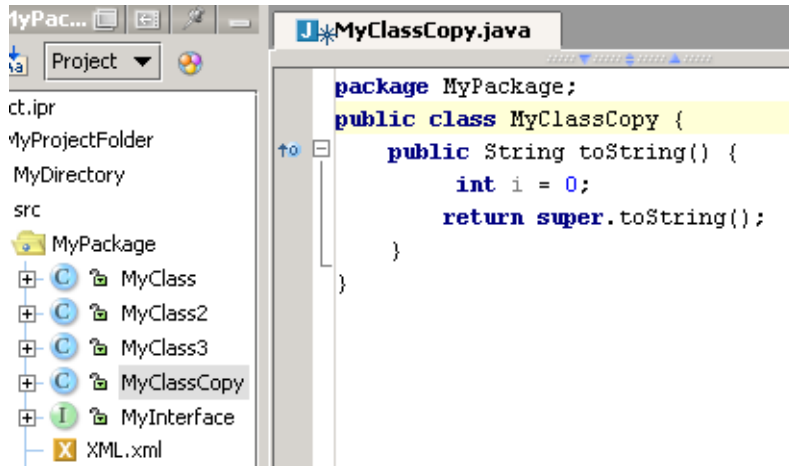 MyPac...
Project
ct.ipr
MyProjectFolder
MyDirectory
src
MyPackage
C MyClass
C MyClass2
C MyClass3
C MyClassCopy
I MyInterface
X XML.xml
J MyClassCopy.java
package MyPackage;
public class MyClassCopy {
public String toString() {
int i = 0;
return super.toString();
}
}